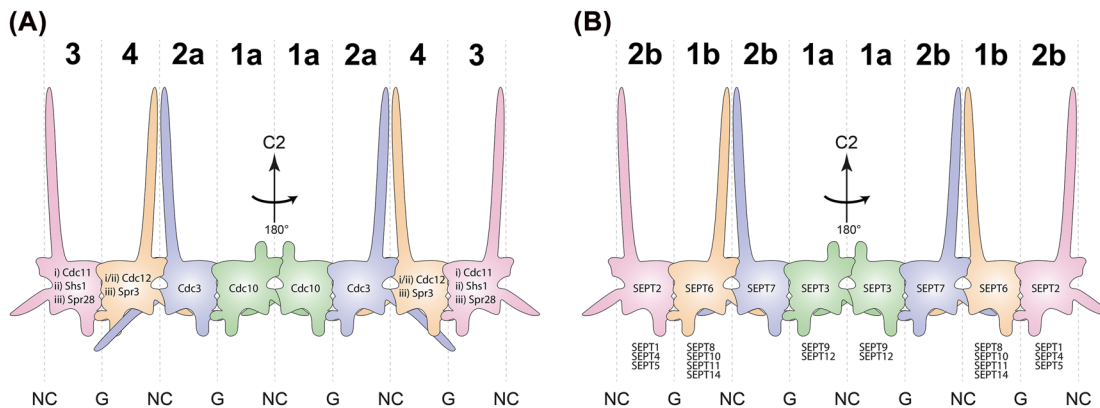 (A)
3 4 2a 1a 1a 2a 4 3
C2
180°
i) Cdc11
ii) Shs1
iii) Spr28
i/ii) Cdc12
iii) Spr3
Cdc3
Cdc10
Cdc10
Cdc3
i/ii) Cdc12
iii) Spr3
i) Cdc11
ii) Shs1
iii) Spr28
NC G NC G NC G NC G NC
(B)
2b 1b 2b 1a 1a 2b 1b 2b
C2
180°
SEPT2 SEPT6 SEPT7 SEPT3 SEPT3 SEPT7 SEPT6 SEPT2
SEPT1
SEPT4
SEPT5
SEPT8
SEPT10
SEPT11
SEPT14
SEPT9
SEPT12
SEPT9
SEPT12
SEPT8
SEPT10
SEPT11
SEPT14
SEPT1
SEPT4
SEPT5
NC G NC G NC G NC G NC